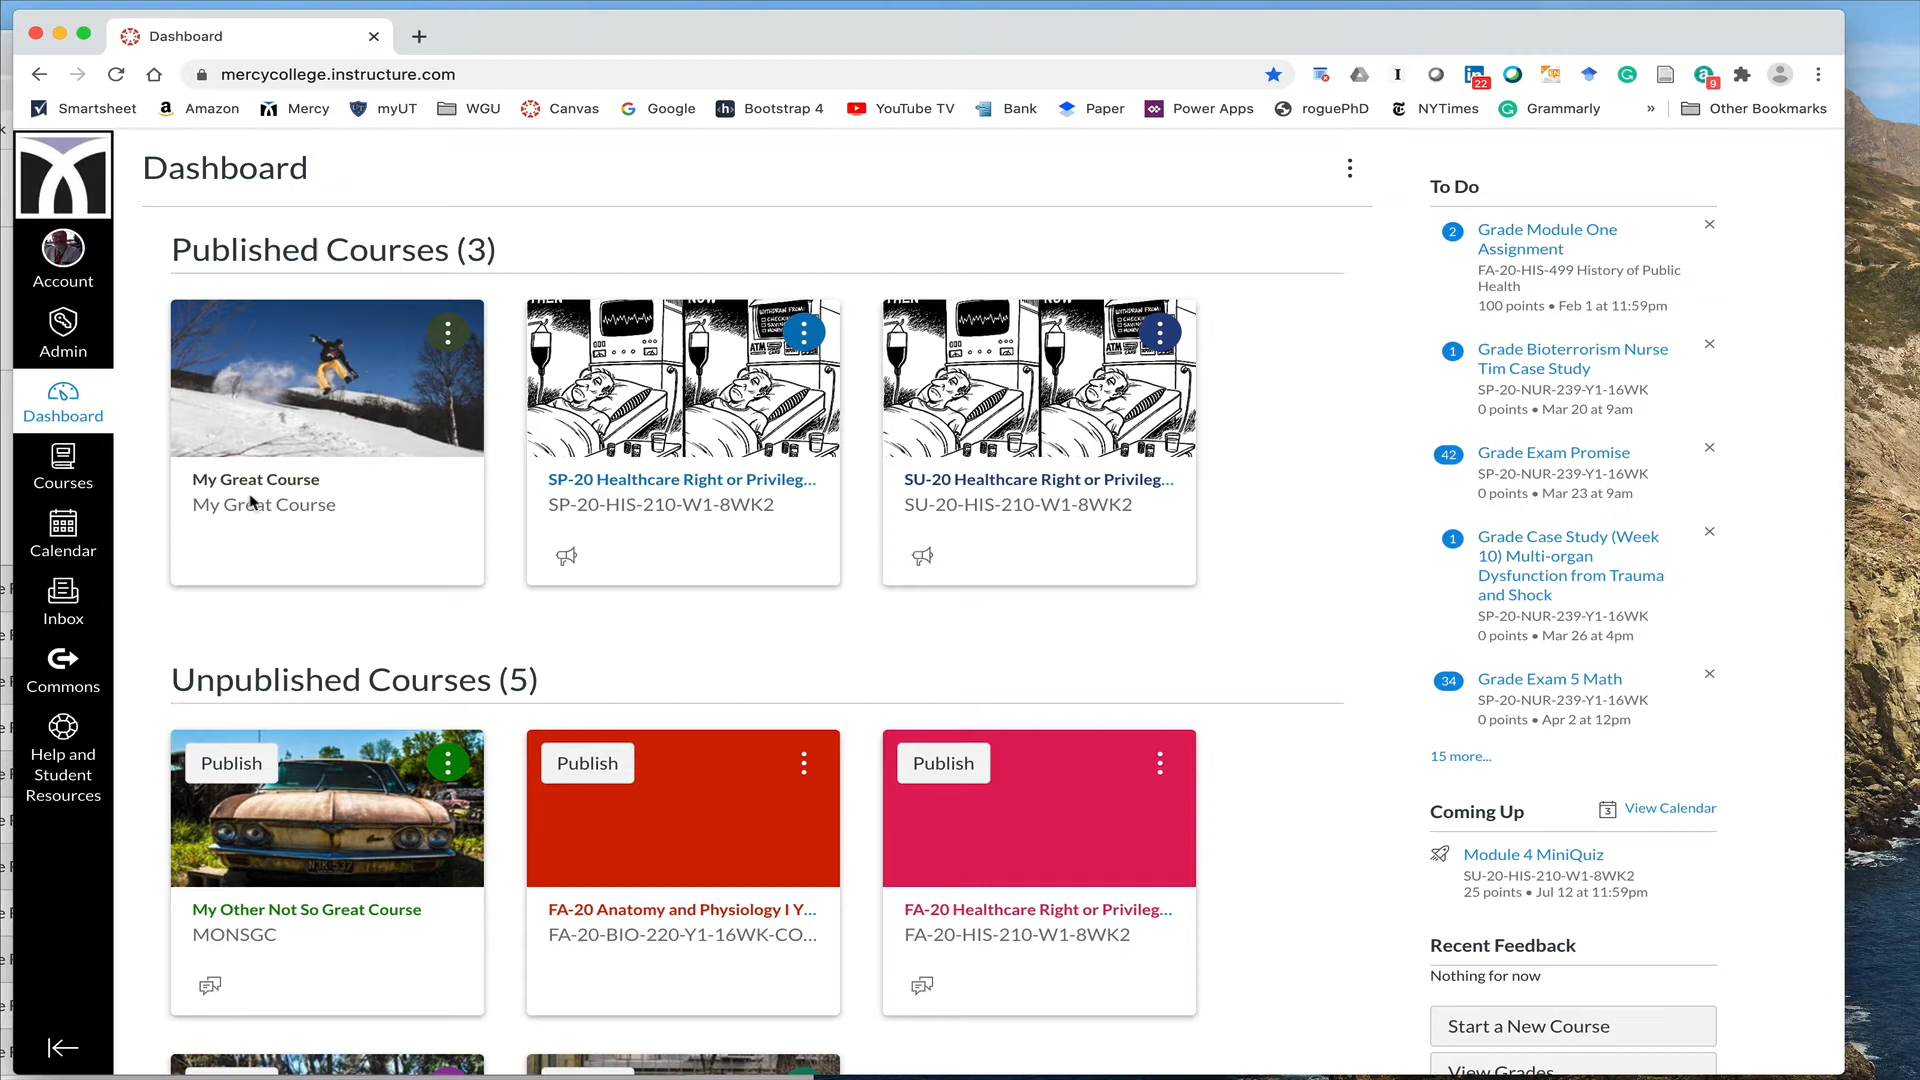 Dashboard
mercycollege.instructure.com
22
9
Smartsheet
Amazon
Mercy
myUT
WGU
Canvas
Google
Bootstrap 4
YouTube TV
Bank
Paper
Power Apps
roguePhD
NYTimes
Grammarly
»
Other Bookmarks
Account
Admin
Dashboard
Courses
Calendar
Inbox
Commons
Help and
Student
Resources
Dashboard
Published Courses (3)
My Great Course
My Great Course
SP-20 Healthcare Right or Privileg...
SP-20-HIS-210-W1-8WK2
SU-20 Healthcare Right or Privileg...
SU-20-HIS-210-W1-8WK2
Unpublished Courses (5)
Publish
My Other Not So Great Course
MONSGC
Publish
FA-20 Anatomy and Physiology I Y...
FA-20-BIO-220-Y1-16WK-CO...
Publish
FA-20 Healthcare Right or Privileg...
FA-20-HIS-210-W1-8WK2
To Do
2
Grade Module One
Assignment
FA-20-HIS-499 History of Public
Health
100 points • Feb 1 at 11:59pm
1
Grade Bioterrorism Nurse
Tim Case Study
SP-20-NUR-239-Y1-16WK
0 points • Mar 20 at 9am
42
Grade Exam Promise
SP-20-NUR-239-Y1-16WK
0 points • Mar 23 at 9am
1
Grade Case Study (Week
10) Multi-organ
Dysfunction from Trauma
and Shock
SP-20-NUR-239-Y1-16WK
0 points • Mar 26 at 4pm
34
Grade Exam 5 Math
SP-20-NUR-239-Y1-16WK
0 points • Apr 2 at 12pm
15 more...
Coming Up
3
View Calendar
Module 4 MiniQuiz
SU-20-HIS-210-W1-8WK2
25 points • Jul 12 at 11:59pm
Recent Feedback
Nothing for now
Start a New Course
View Grades